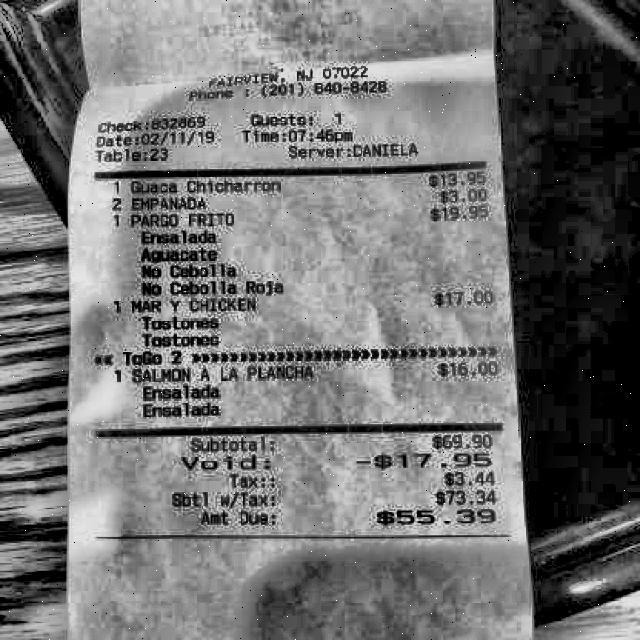 FAIRVIEW, NJ 07022
Phone : (201) 840-8428
Check:832869 Guests: 1
Date:02/11/19 Time:07:46pm
Table:23 Server:DANIELA
1 Guaca Chicharron $13.95
2 EMPANADA $3.00
1 PARGO FRITO $19.95
Ensalada
Aguacate
No Cebolla
No Cebolla Roja
1 MAR Y CHICKEN $17.00
Tostones
Tostones
«« ToGo 2 »»»»»»»»»»»»»»»»»»»»»»»»»»»»»»»»»»»»»»
1 SALMON A LA PLANCHA $16.00
Ensalada
Ensalada
Subtotal: $69.90
Void: -$17.95
Tax: $3.44
Sbtl w/Tax: $73.34
Amt Due: $55.39